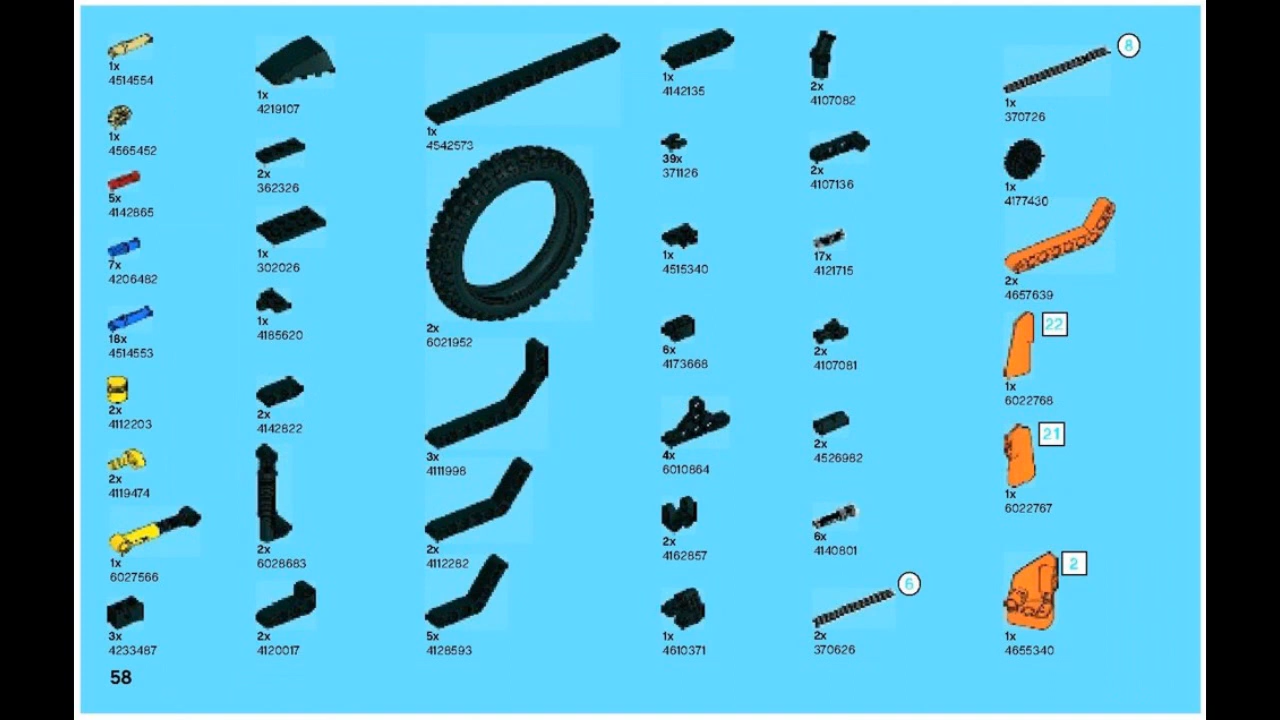 1x
4514554
1x
4565452
5x
4142865
7x
4206482
18x
4514553
2x
4112203
2x
4119474
1x
6027566
3x
4233487
1x
4219107
2x
362326
1x
302026
1x
4185620
2x
4142822
2x
6028683
2x
4120017
1x
4542573
2x
6021952
3x
4111998
2x
4112282
5x
4128593
1x
4142135
39x
371126
1x
4515340
6x
4173668
4x
6010864
2x
4162857
1x
4610371
2x
4107082
2x
4107136
17x
4121715
2x
4107081
2x
4526982
6x
4140801
6
2x
370626
8
1x
370726
1x
4177430
2x
4657639
22
1x
6022768
21
1x
6022767
2
1x
4655340
58